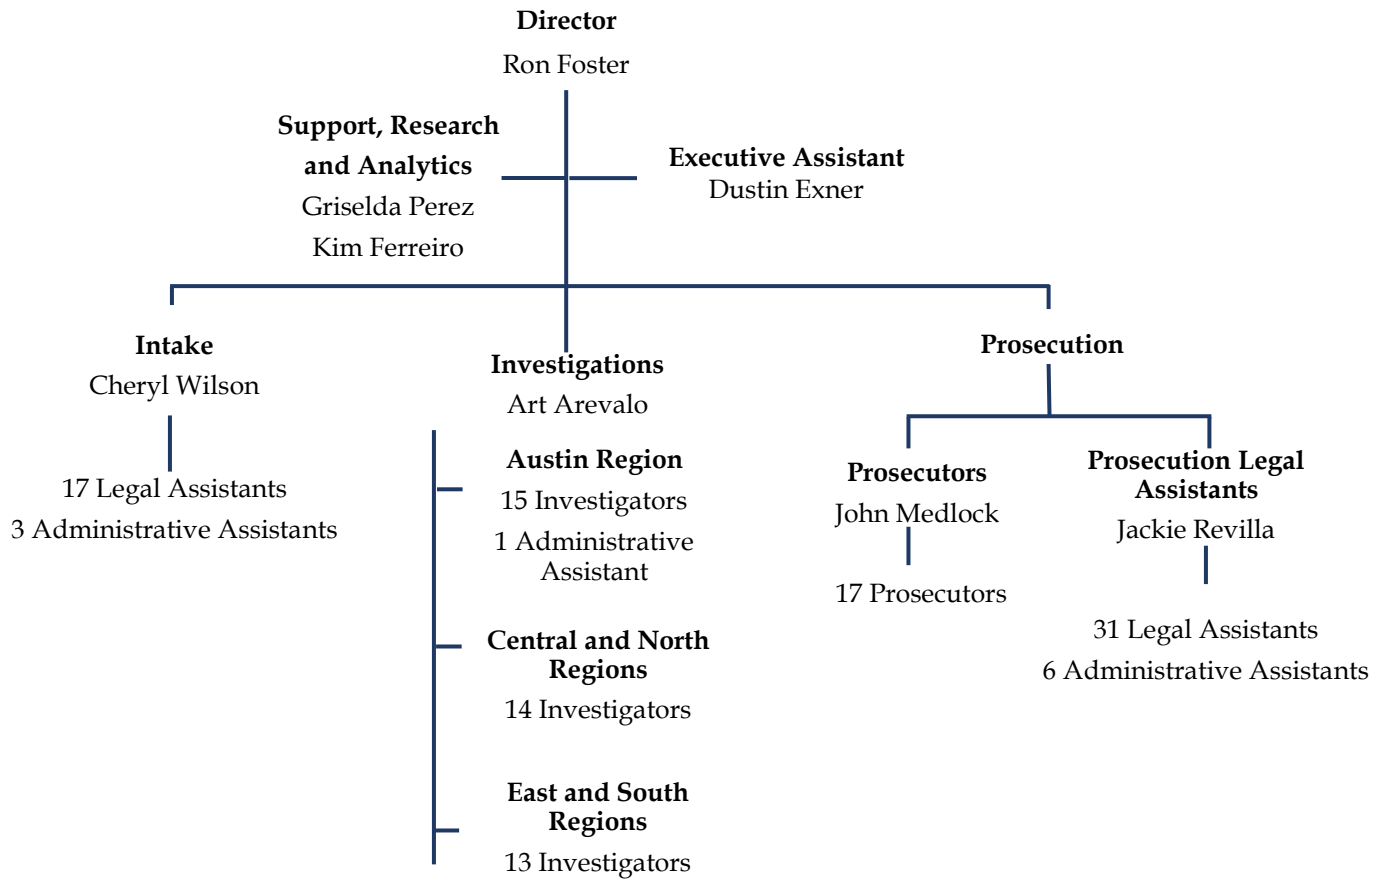 Director
Ron Foster
Support, Research
and Analytics
Griselda Perez
Kim Ferreiro
Executive Assistant
Dustin Exner
Intake
Cheryl Wilson
17 Legal Assistants
3 Administrative Assistants
Investigations
Art Arevalo
Austin Region
15 Investigators
1 Administrative
Assistant
Central and North
Regions
14 Investigators
East and South
Regions
13 Investigators
Prosecution
Prosecutors
John Medlock
17 Prosecutors
Prosecution Legal
Assistants
Jackie Revilla
31 Legal Assistants
6 Administrative Assistants